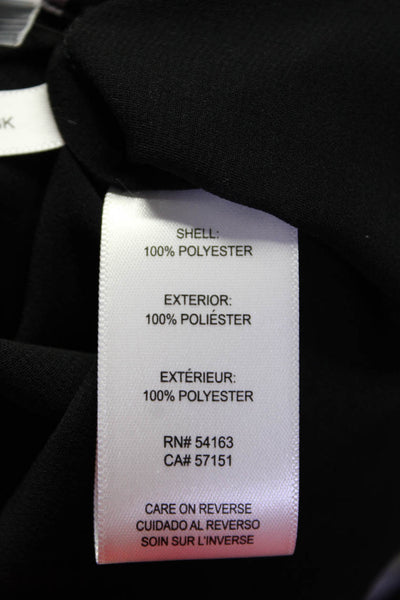 SHELL:
100% POLYESTER
EXTERIOR:
100% POLIÉSTER
EXTÉRIEUR:
100% POLYESTER
RN# 54163
CA# 57151
CARE ON REVERSE
CUIDADO AL REVERSO
SOIN SUR L'INVERSE